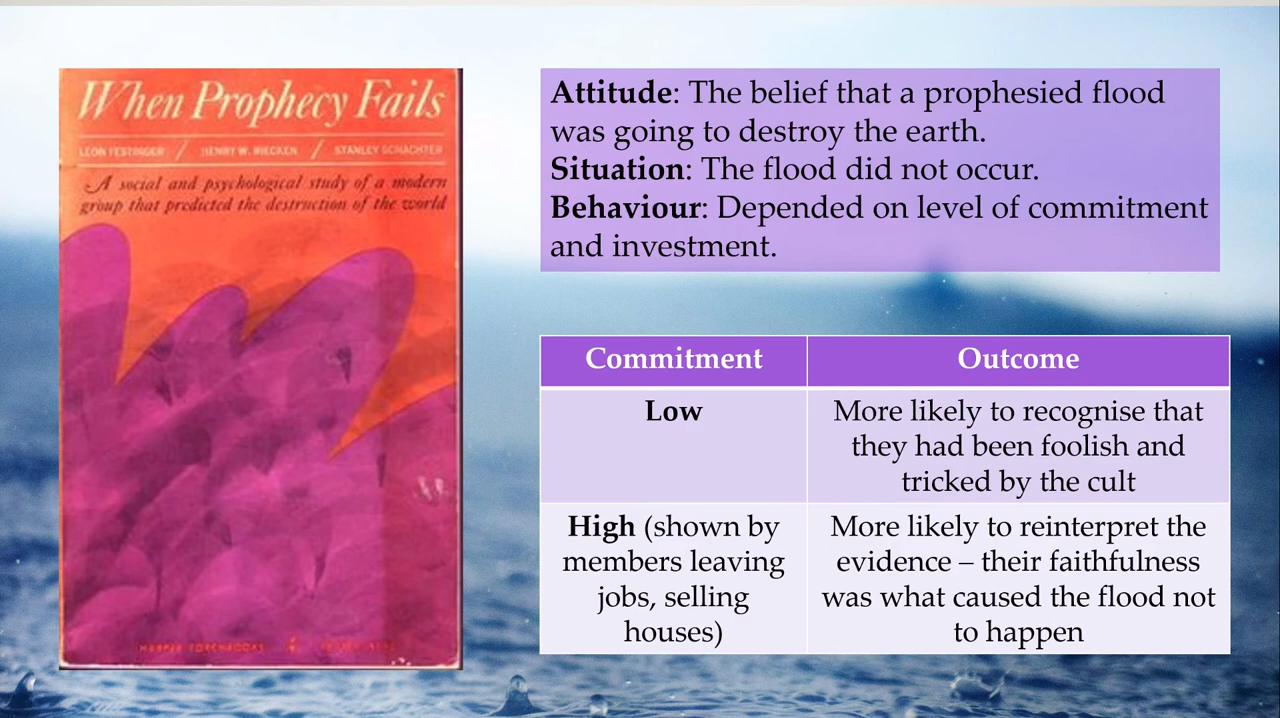 When Prophecy Fails
LEON FESTINGER / HENRY W. RIECKEN / STANLEY SCHACHTER
A social and psychological study of a modern
group that predicted the destruction of the world
HARPER TORCHBOOKS
Attitude: The belief that a prophesied flood
was going to destroy the earth.
Situation: The flood did not occur.
Behaviour: Depended on level of commitment
and investment.
Commitment
Outcome
Low
More likely to recognise that
they had been foolish and
tricked by the cult
High (shown by
members leaving
jobs, selling
houses)
More likely to reinterpret the
evidence – their faithfulness
was what caused the flood not
to happen